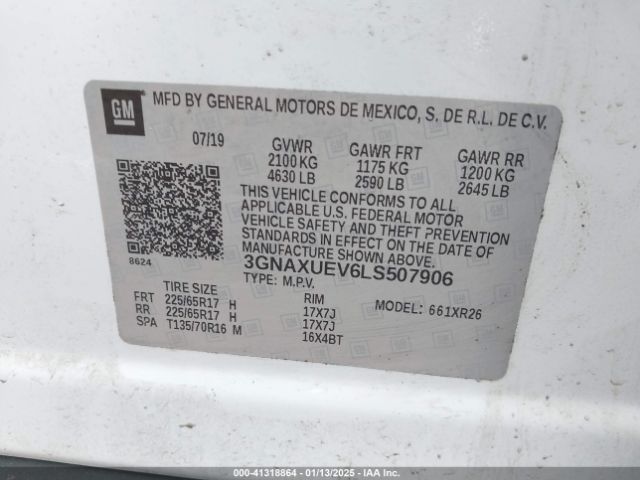 GM
MFD BY GENERAL MOTORS DE MEXICO, S. DE R.L. DE C.V.
07/19 GVWR GAWR FRT GAWR RR
2100 KG 1175 KG 1200 KG
4630 LB 2590 LB 2645 LB
THIS VEHICLE CONFORMS TO ALL
APPLICABLE U.S. FEDERAL MOTOR
VEHICLE SAFETY AND THEFT PREVENTION
STANDARDS IN EFFECT ON THE DATE OF
MANUFACTURE SHOWN ABOVE.
8624
3GNAXUEV6LS507906
TYPE: M.P.V.
TIRE SIZE RIM MODEL: 661XR26
FRT 225/65R17 H 17X7J
RR 225/65R17 H 17X7J
SPA T135/70R16 M 16X4BT
000-41318864 — 01/13/2025 — IAA Inc.